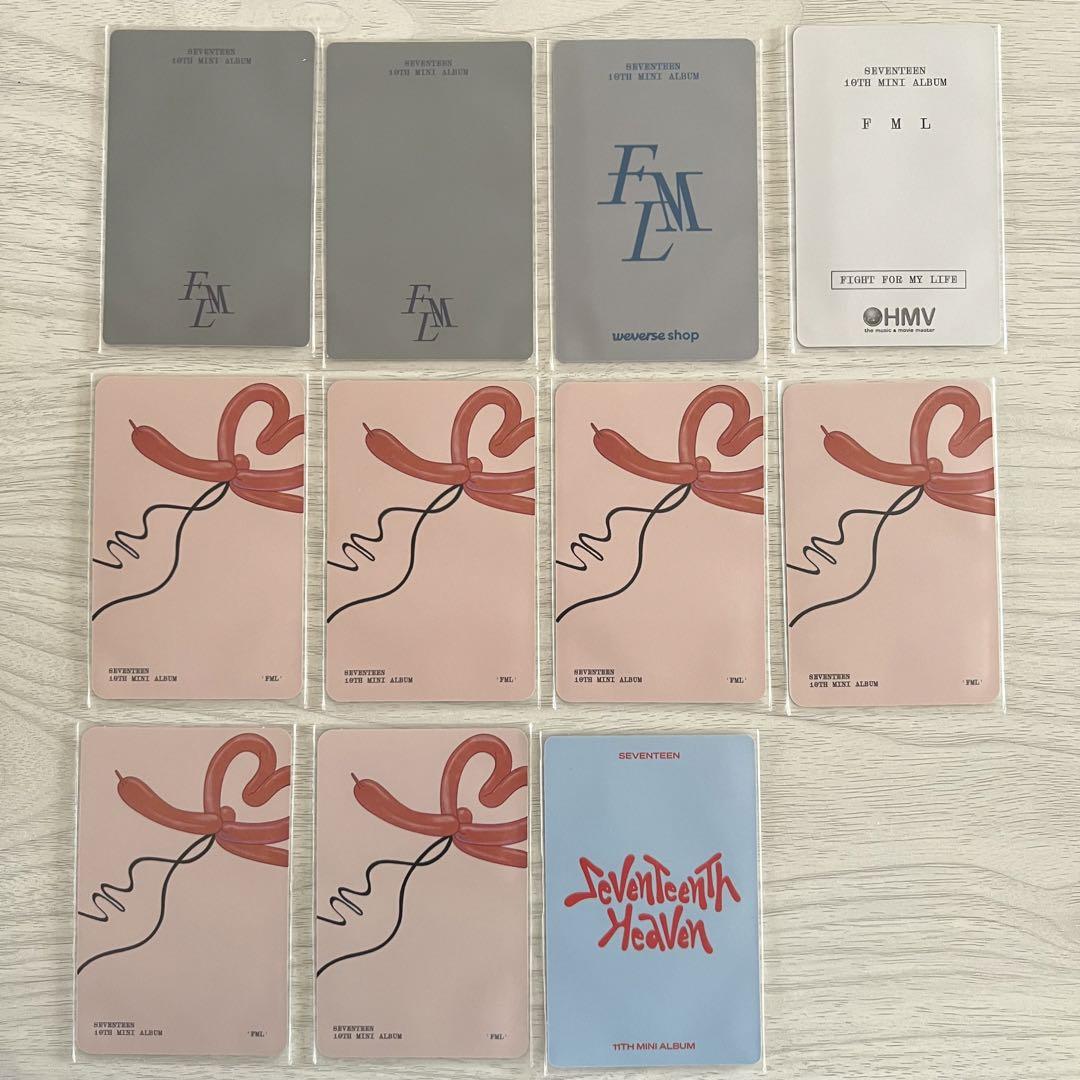 SEVENTEEN
10TH MINI ALBUM
FML
SEVENTEEN
10TH MINI ALBUM
FML
SEVENTEEN
10TH MINI ALBUM
FML
weverse shop
SEVENTEEN
10TH MINI ALBUM
F M L
FIGHT FOR MY LIFE
HMV
the music & movie master
SEVENTEEN
10TH MINI ALBUM 'FML'
SEVENTEEN
10TH MINI ALBUM 'FML'
SEVENTEEN
10TH MINI ALBUM 'FML'
SEVENTEEN
10TH MINI ALBUM 'FML'
SEVENTEEN
10TH MINI ALBUM 'FML'
SEVENTEEN
10TH MINI ALBUM 'FML'
SEVENTEEN
SevenTeenTh
Heaven
11TH MINI ALBUM